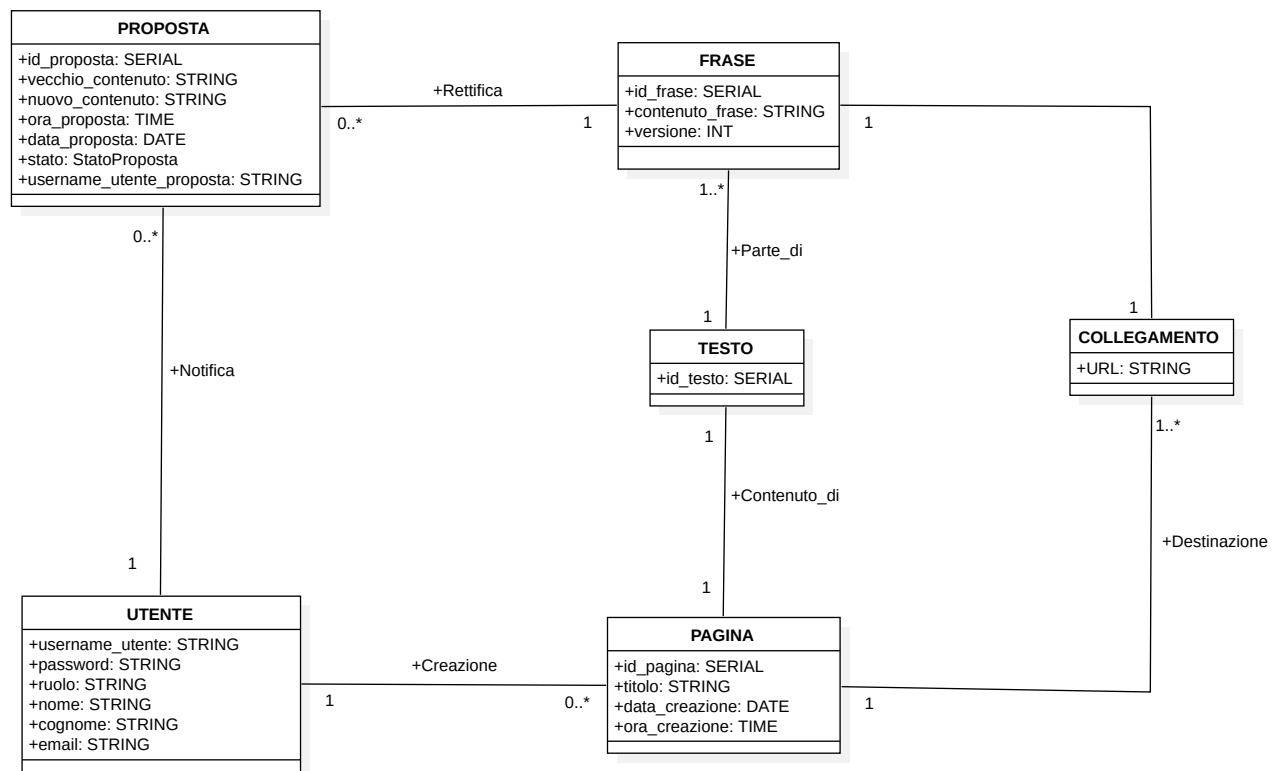 PROPOSTA
+id_proposta: SERIAL
+vecchio_contenuto: STRING
+nuovo_contenuto: STRING
+ora_proposta: TIME
+data_proposta: DATE
+stato: StatoProposta
+username_utente_proposta: STRING
+Rettifica
0..*
1
FRASE
+id_frase: SERIAL
+contenuto_frase: STRING
+versione: INT
1
1..*
0..*
+Parte_di
1
1
TESTO
+id_testo: SERIAL
COLLEGAMENTO
+URL: STRING
+Notifica
1
1..*
+Contenuto_di
+Destinazione
1
1
UTENTE
+username_utente: STRING
+password: STRING
+ruolo: STRING
+nome: STRING
+cognome: STRING
+email: STRING
+Creazione
1
0..*
PAGINA
+id_pagina: SERIAL
+titolo: STRING
+data_creazione: DATE
+ora_creazione: TIME
1